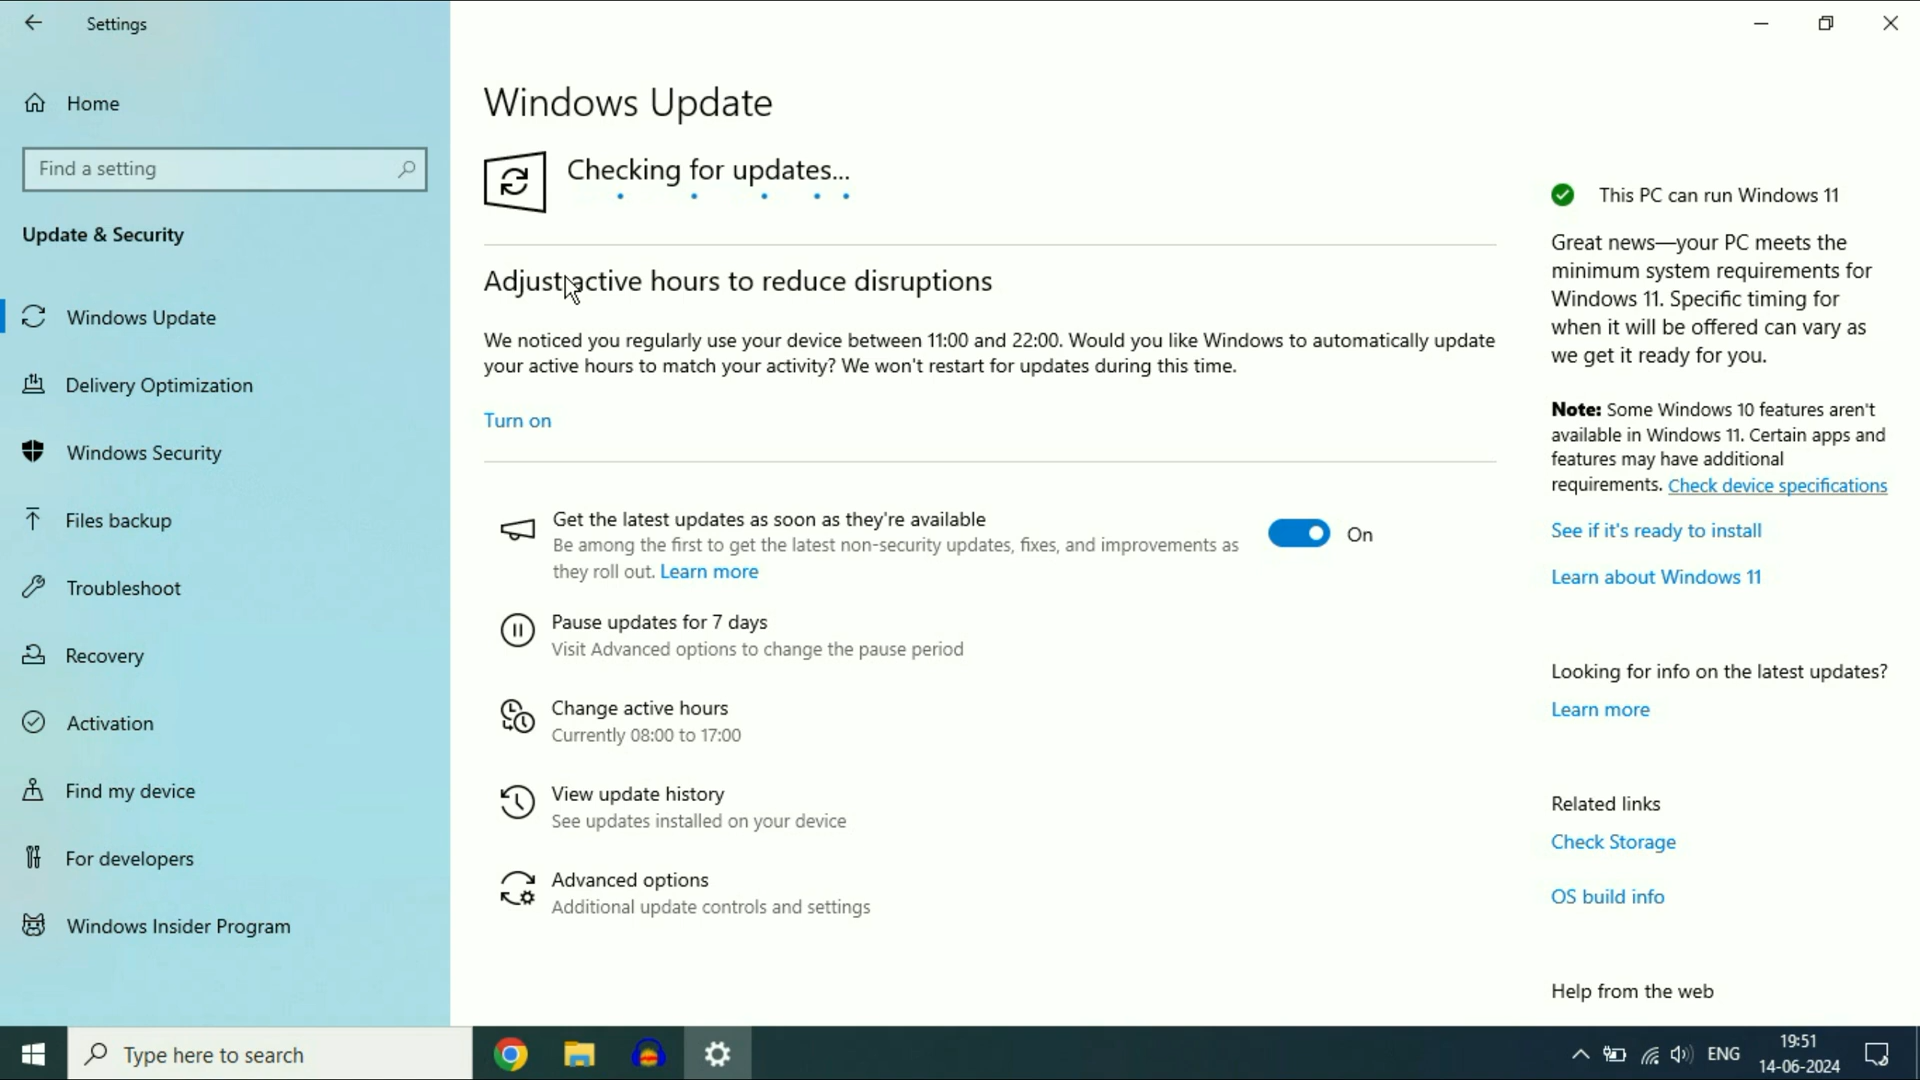 Settings
Home
Find a setting
Update & Security
Windows Update
Delivery Optimization
Windows Security
Files backup
Troubleshoot
Recovery
Activation
Find my device
For developers
Windows Insider Program
Windows Update
Checking for updates...
Adjust active hours to reduce disruptions
We noticed you regularly use your device between 11:00 and 22:00. Would you like Windows to automatically update
your active hours to match your activity? We won't restart for updates during this time.
Turn on
Get the latest updates as soon as they're available
Be among the first to get the latest non-security updates, fixes, and improvements as
they roll out. Learn more
On
Pause updates for 7 days
Visit Advanced options to change the pause period
Change active hours
Currently 08:00 to 17:00
View update history
See updates installed on your device
Advanced options
Additional update controls and settings
This PC can run Windows 11
Great news—your PC meets the
minimum system requirements for
Windows 11. Specific timing for
when it will be offered can vary as
we get it ready for you.
Note: Some Windows 10 features aren't
available in Windows 11. Certain apps and
features may have additional
requirements. Check device specifications
See if it's ready to install
Learn about Windows 11
Looking for info on the latest updates?
Learn more
Related links
Check Storage
OS build info
Help from the web
Type here to search
ENG
19:51
14-06-2024